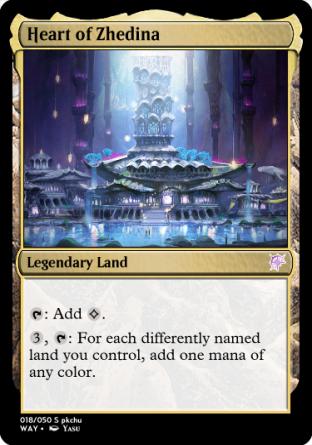 Heart of Zhedina
Legendary Land
: Add .
3, : For each differently named
land you control, add one mana of
any color.
018/050 S pkchu
WAY • Yasu